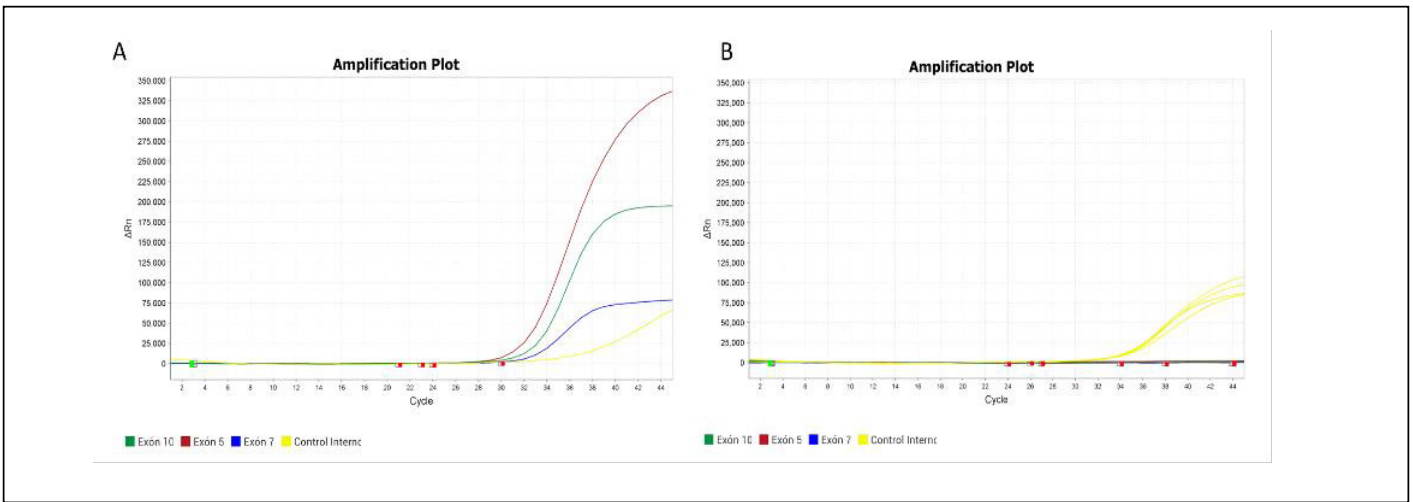 A
Amplification Plot
350.000
325.000
300.000
275.000
250.000
225.000
200.000
175.000
150.000
125.000
100.000
75.000
50.000
25.000
0
ΔRn
2 4 6 8 10 12 14 16 18 20 22 24 26 28 30 32 34 36 38 40 42 44
Cycle
Exón 10 Exón 5 Exón 7 Control Interno
B
Amplification Plot
350,000
325,000
300,000
275,000
250,000
225,000
200,000
175,000
150,000
125,000
100,000
75,000
50,000
25,000
0
ΔRn
2 4 6 8 10 12 14 16 18 20 22 24 26 28 30 32 34 36 38 40 42 44
Cycle
Exón 10 Exón 5 Exón 7 Control Interno